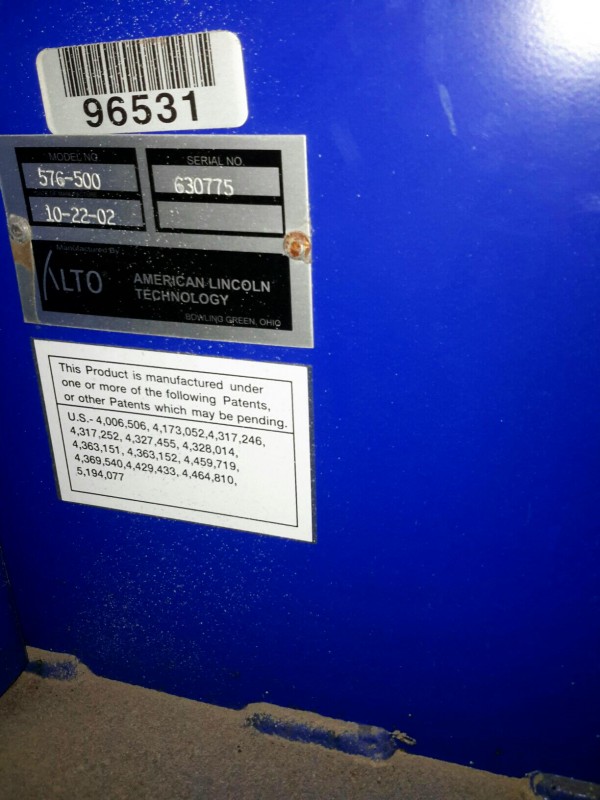 96531
MODEL NO.
SERIAL NO.
576-500
630775
10-22-02
Manufactured By
ALTO
AMERICAN LINCOLN
TECHNOLOGY
BOWLING GREEN, OHIO
This Product is manufactured under
one or more of the following Patents,
or other Patents which may be pending.
U.S.- 4,006,506, 4,173,052,4,317,246,
4,317,252, 4,327,455, 4,328,014,
4,363,151, 4,363,152, 4,459,719,
4,369,540,4,429,433, 4,464,810,
5,194,077